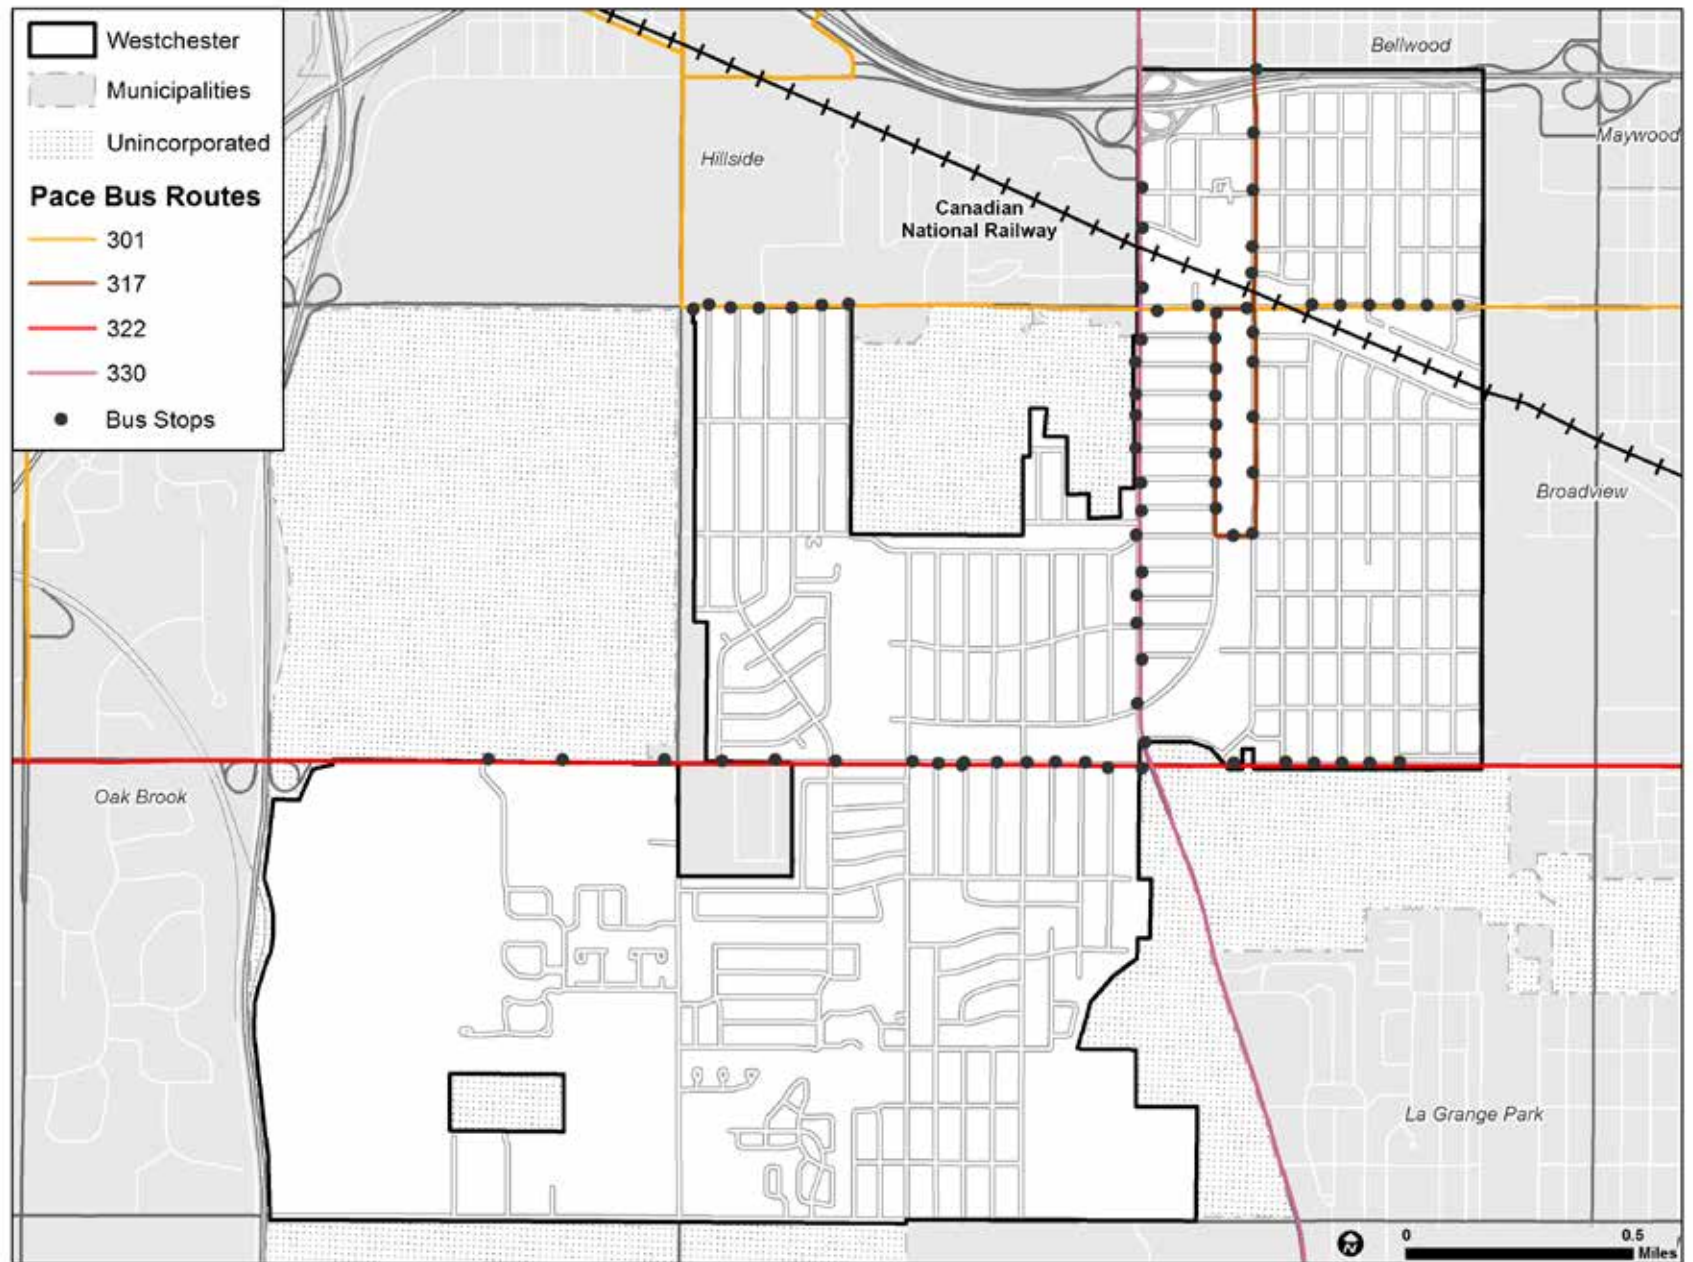 Westchester
Municipalities
Unincorporated
Pace Bus Routes
301
317
322
330
Bus Stops
Bellwood
Maywood
Hillside
Canadian
National Railway
Broadview
Oak Brook
La Grange Park
N
0 0.5
Miles